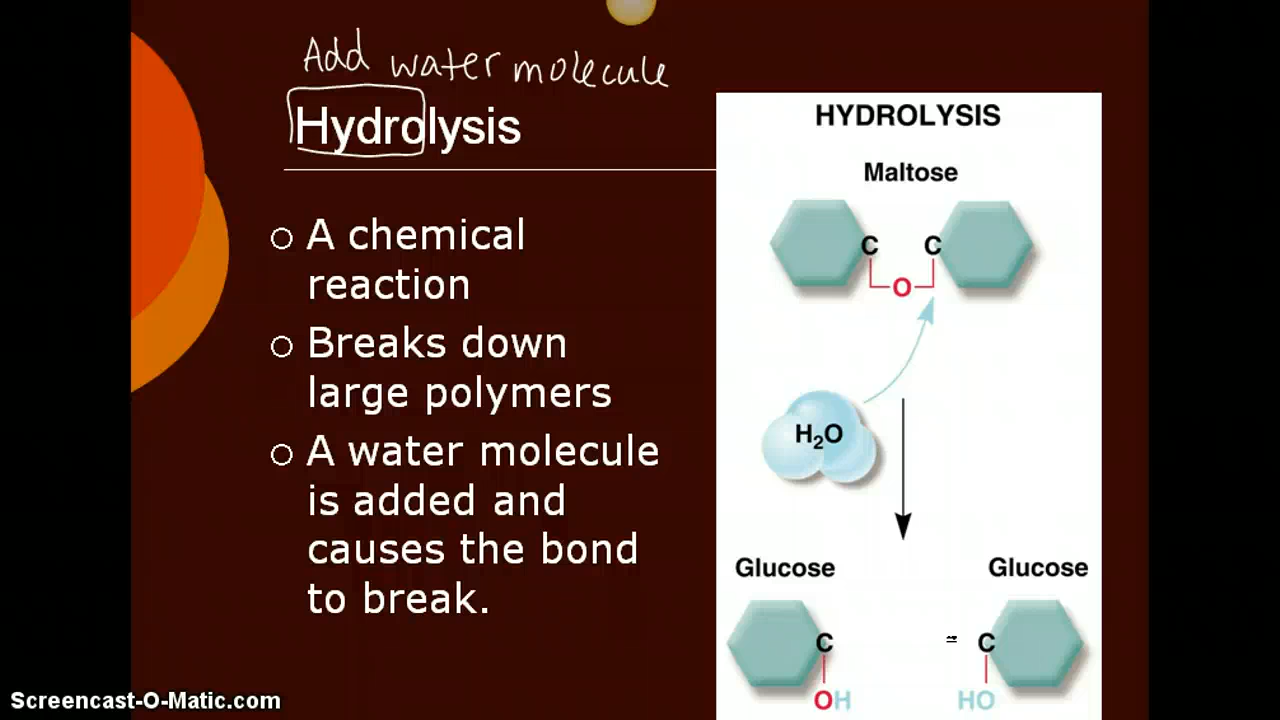 Add water molecule
Hydrolysis
○ A chemical
reaction
○ Breaks down
large polymers
○ A water molecule
is added and
causes the bond
to break.
HYDROLYSIS
Maltose
C C
O
H₂O
Glucose Glucose
C C
OH HO
Screencast-O-Matic.com